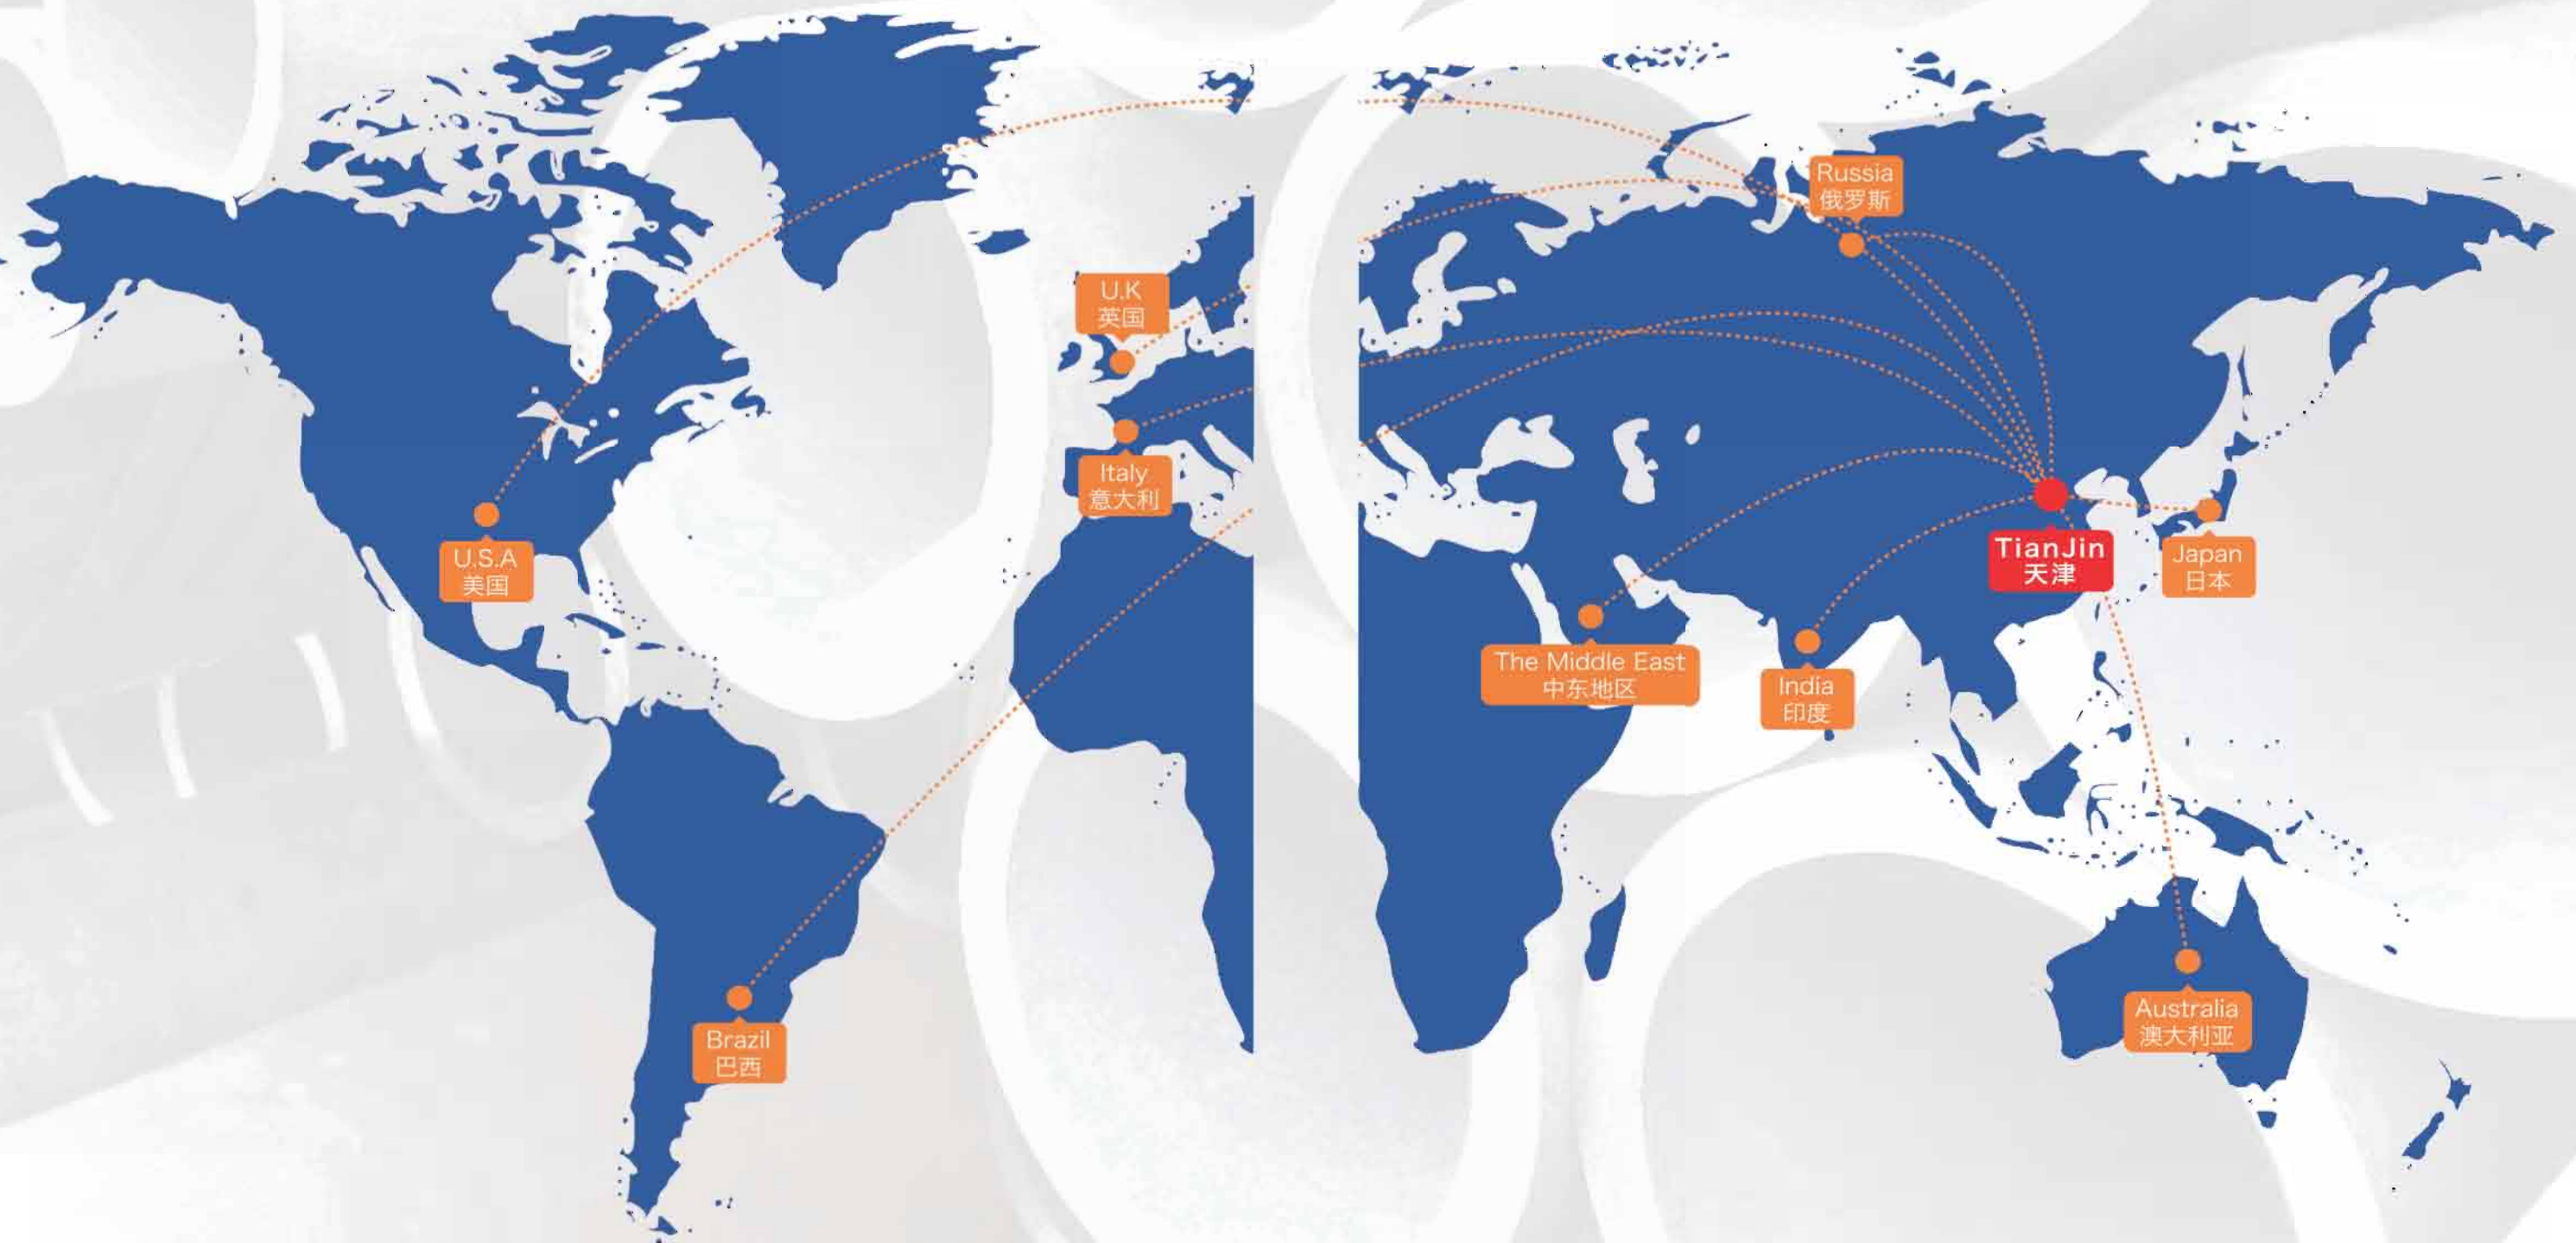 Russia
俄罗斯
U.K
英国
Italy
意大利
U.S.A
美国
TianJin
天津
Japan
日本
The Middle East
中东地区
India
印度
Brazil
巴西
Australia
澳大利亚